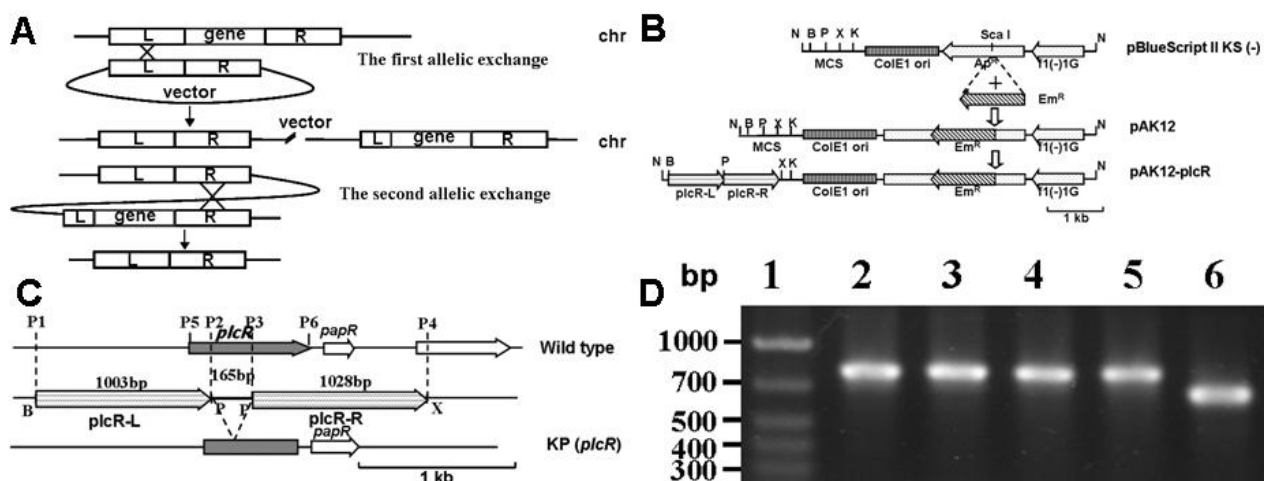 A
L gene R
chr
L R
The first allelic exchange
vector
L R
vector
L gene R
chr
L R
The second allelic exchange
L gene R
L R
B
N B P X K
Sca I
N
MCS
ColE1 ori
Ap^R
f1(-)1G
pBlueScript II KS (-)
+
Em^R
N B P X K
N
pAK12
MCS
ColE1 ori
Em^R
f1(-)1G
N B P XK
N
pAK12-plcR
plcR-L
plcR-R
ColE1 ori
Em^R
f1(-)1G
1 kb
C
P1 P5 P2 P3 P6 P4
plcR
papR
Wild type
1003bp 165bp 1028bp
B P P X
plcR-L
plcR-R
papR
KP (plcR)
1 kb
D
bp 1 2 3 4 5 6
1000
700
500
400
300